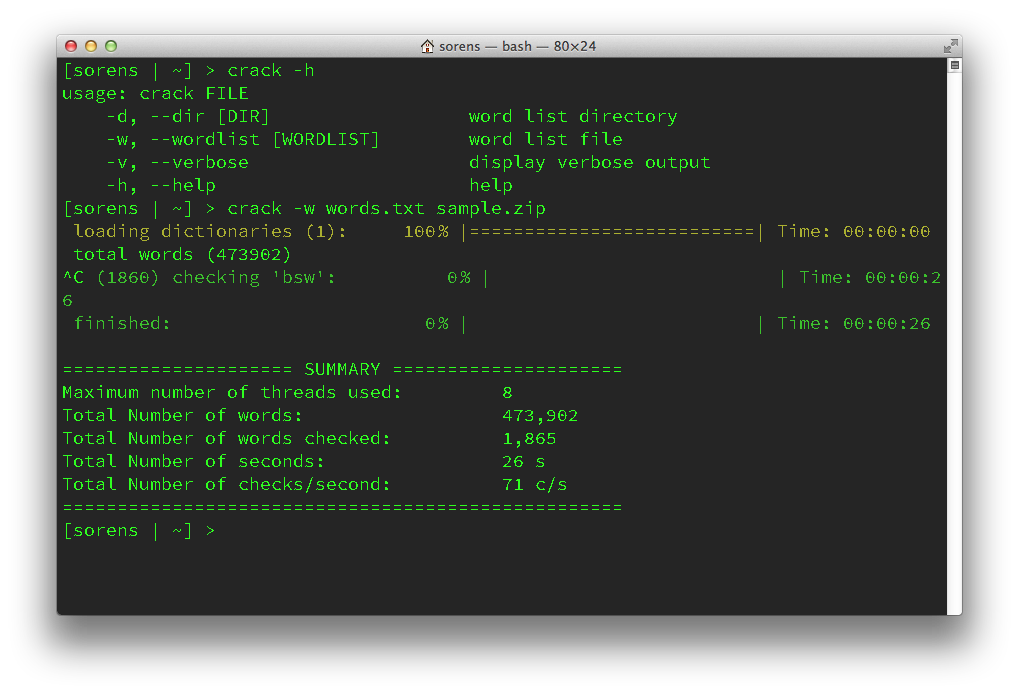 sorens — bash — 80×24
[sorens | ~] > crack -h
usage: crack FILE
    -d, --dir [DIR]                  word list directory
    -w, --wordlist [WORDLIST]        word list file
    -v, --verbose                    display verbose output
    -h, --help                       help
[sorens | ~] > crack -w words.txt sample.zip
 loading dictionaries (1):     100% |==========================| Time: 00:00:00
 total words (473902)
^C (1860) checking 'bsw':          0% |                          | Time: 00:00:2
6
 finished:                       0% |                          | Time: 00:00:26

===================== SUMMARY =====================
Maximum number of threads used:         8
Total Number of words:                  473,902
Total Number of words checked:          1,865
Total Number of seconds:                26 s
Total Number of checks/second:          71 c/s
===================================================
[sorens | ~] >